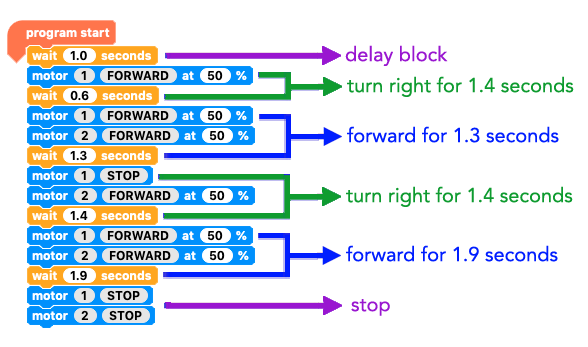 program start
wait 1.0 seconds delay block
motor 1 FORWARD at 50 %
turn right for 1.4 seconds
wait 0.6 seconds
motor 1 FORWARD at 50 %
motor 2 FORWARD at 50 % forward for 1.3 seconds
wait 1.3 seconds
motor 1 STOP
motor 2 FORWARD at 50 % turn right for 1.4 seconds
wait 1.4 seconds
motor 1 FORWARD at 50 %
motor 2 FORWARD at 50 % forward for 1.9 seconds
wait 1.9 seconds
motor 1 STOP
stop
motor 2 STOP